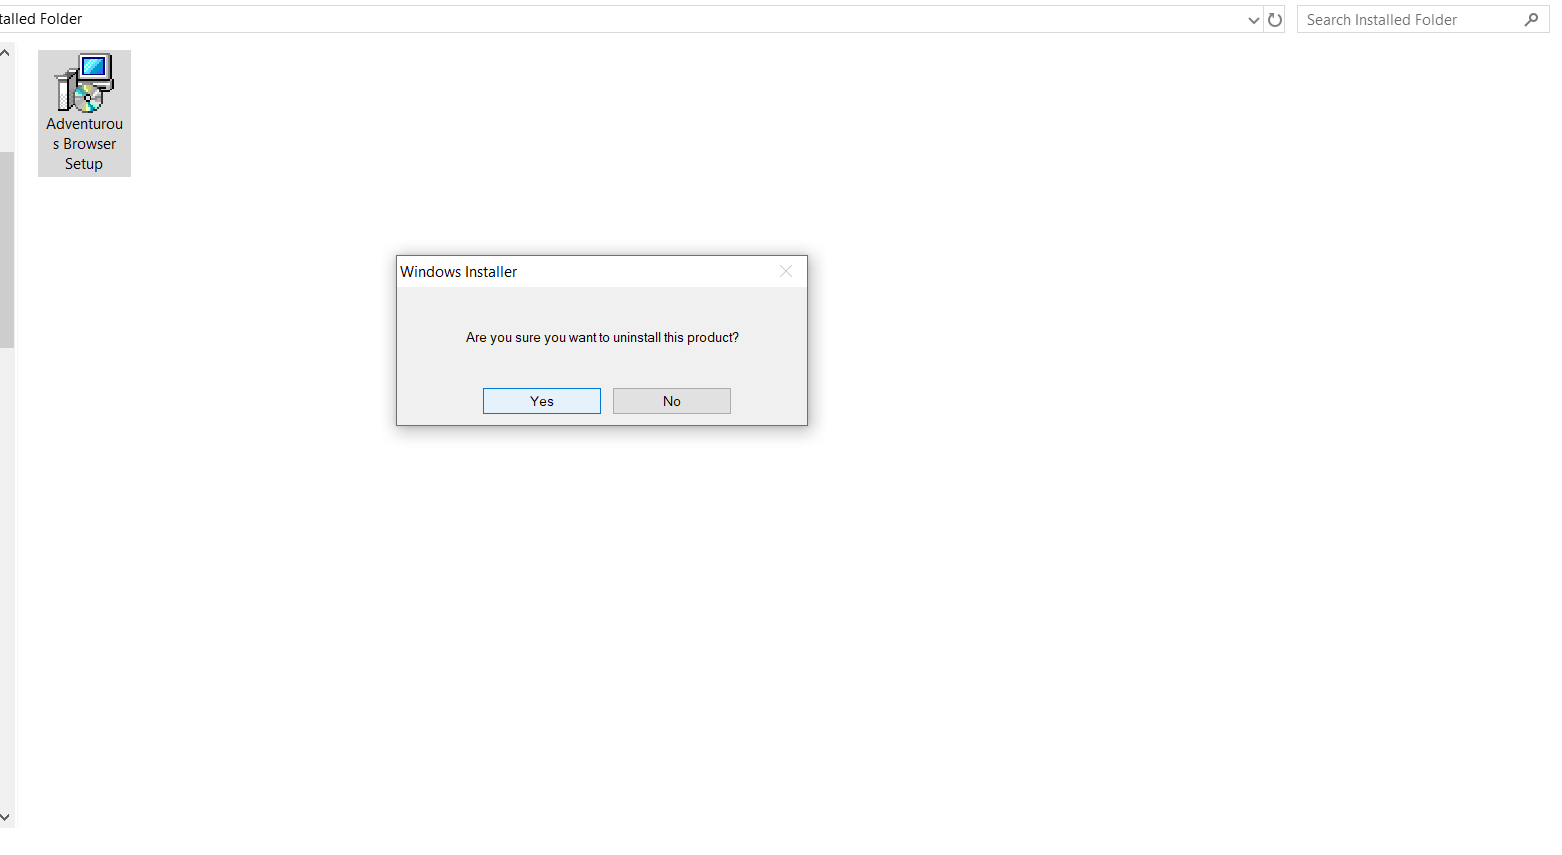 talled Folder
Search Installed Folder
Adventurou
s Browser
Setup
Windows Installer
Are you sure you want to uninstall this product?
Yes
No